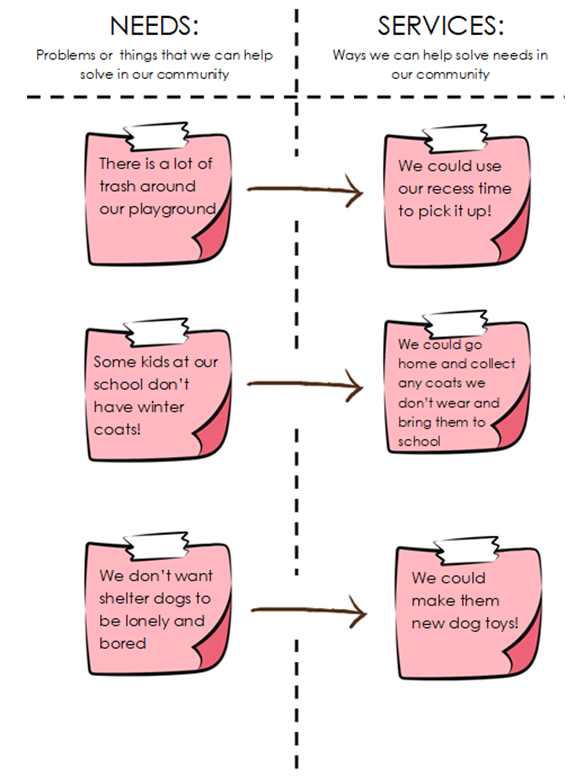 NEEDS:
Problems or things that we can help
solve in our community
SERVICES:
Ways we can help solve needs in
our community
There is a lot of
trash around
our playground
We could use
our recess time
to pick it up!
Some kids at our
school don't
have winter
coats!
We could go
home and collect
any coats we
don't wear and
bring them to
school
We don't want
shelter dogs to
be lonely and
bored
We could
make them
new dog toys!